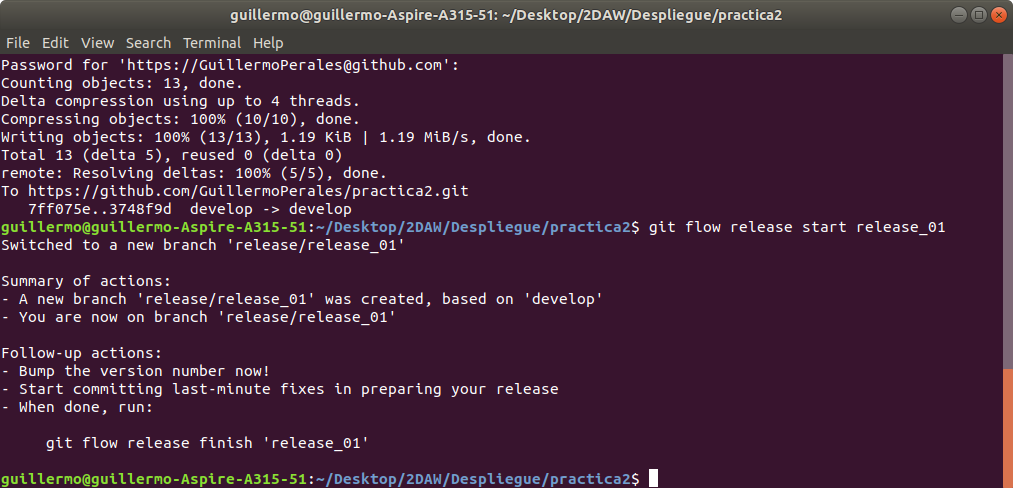 guillermo@guillermo-Aspire-A315-51: ~/Desktop/2DAW/Despliegue/practica2
File Edit View Search Terminal Help
Password for 'https://GuillermoPerales@github.com':
Counting objects: 13, done.
Delta compression using up to 4 threads.
Compressing objects: 100% (10/10), done.
Writing objects: 100% (13/13), 1.19 KiB | 1.19 MiB/s, done.
Total 13 (delta 5), reused 0 (delta 0)
remote: Resolving deltas: 100% (5/5), done.
To https://github.com/GuillermoPerales/practica2.git
   7ff075e..3748f9d  develop -> develop
guillermo@guillermo-Aspire-A315-51:~/Desktop/2DAW/Despliegue/practica2$ git flow release start release_01
Switched to a new branch 'release/release_01'
Summary of actions:
- A new branch 'release/release_01' was created, based on 'develop'
- You are now on branch 'release/release_01'
Follow-up actions:
- Bump the version number now!
- Start committing last-minute fixes in preparing your release
- When done, run:
     git flow release finish 'release_01'
guillermo@guillermo-Aspire-A315-51:~/Desktop/2DAW/Despliegue/practica2$